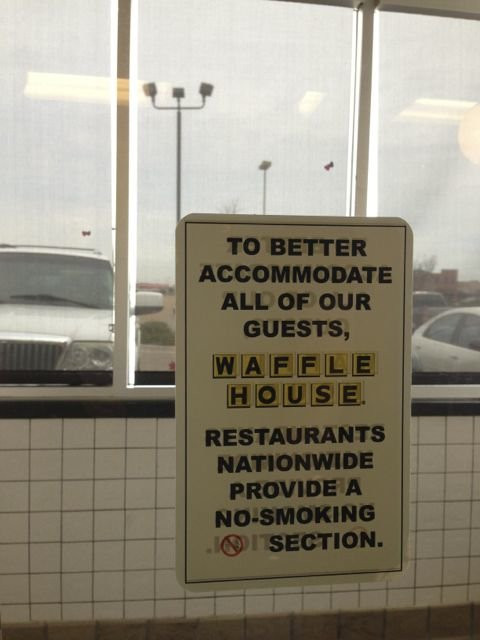 TO BETTER
ACCOMMODATE
ALL OF OUR
GUESTS,
WAFFLE
HOUSE.
RESTAURANTS
NATIONWIDE
PROVIDE A
NO-SMOKING
SECTION.